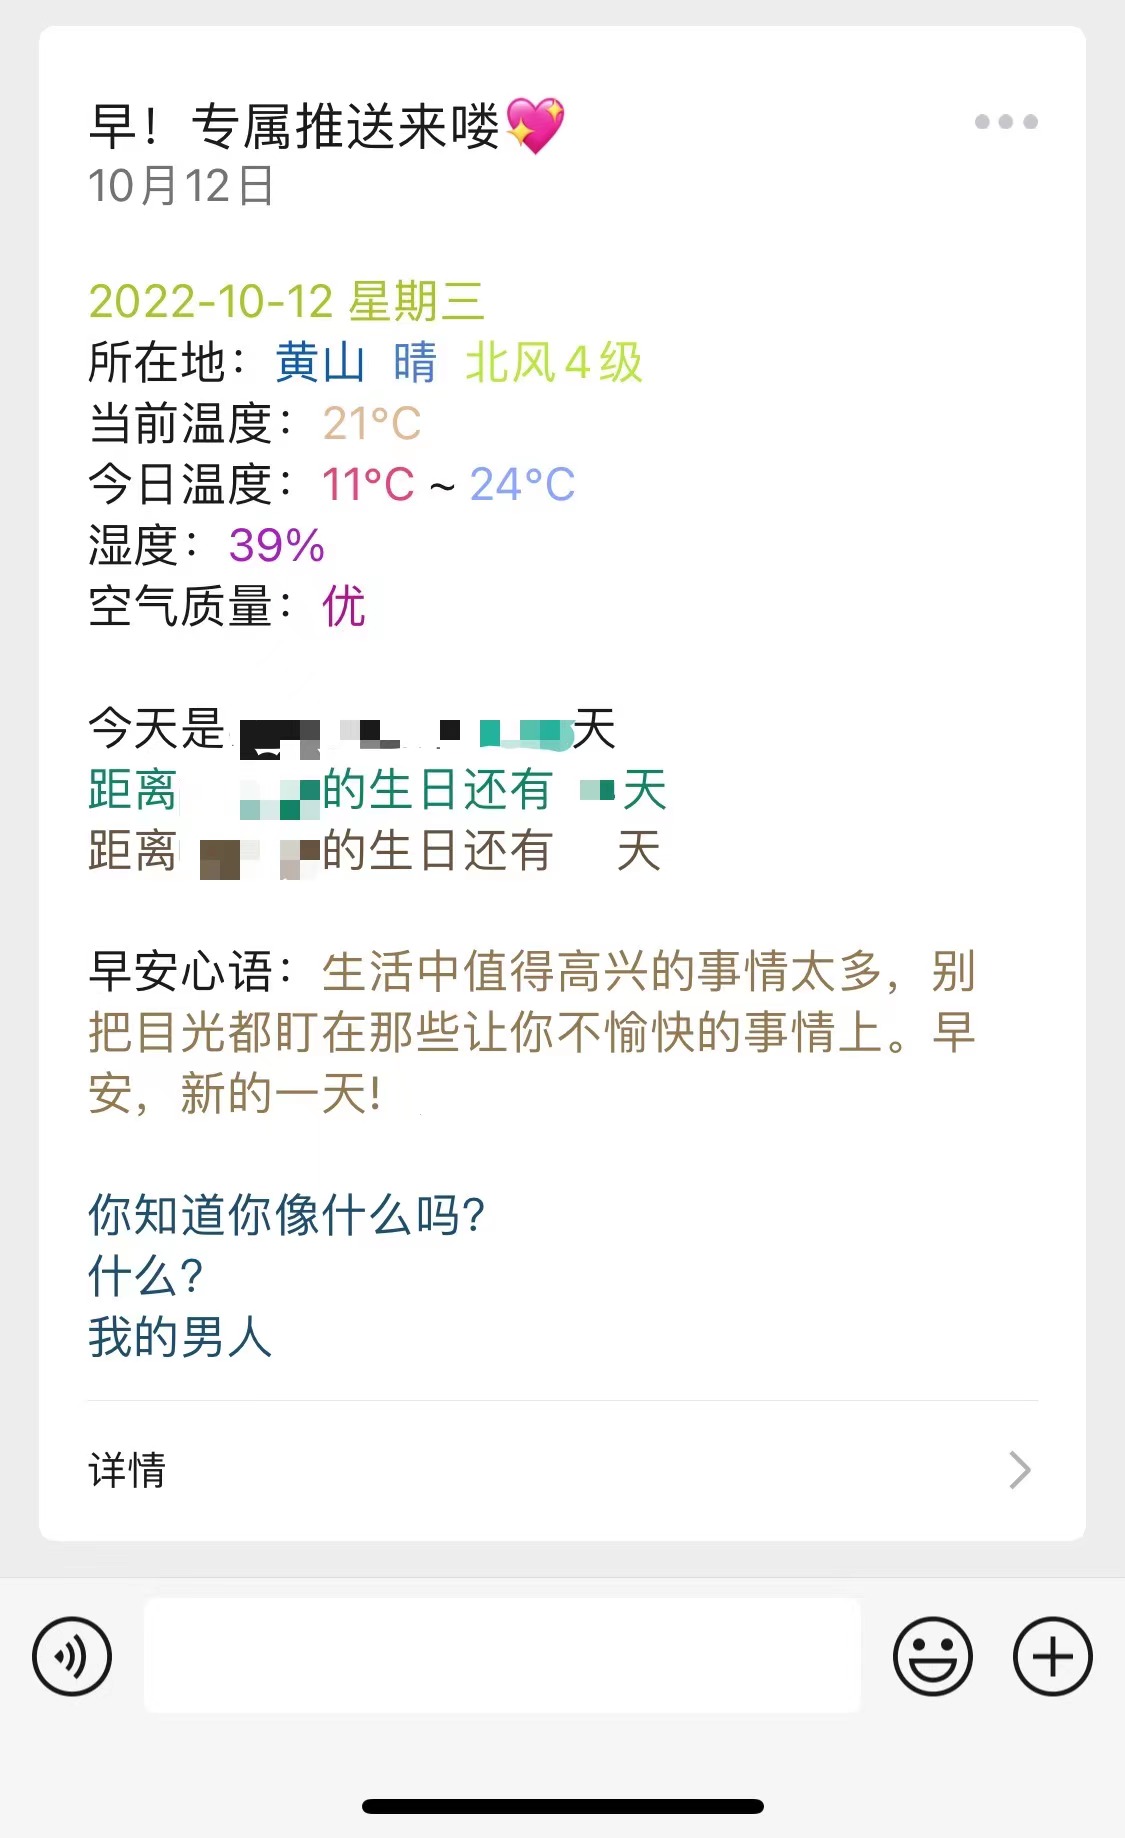 早！专属推送来喽
10月12日
2022-10-12 星期三
所在地：黄山 晴 北风4级
当前温度：21°C
今日温度：11°C ~ 24°C
湿度：39%
空气质量：优
今天是 天
距离 的生日还有 天
距离 的生日还有 天
早安心语：生活中值得高兴的事情太多，别
把目光都盯在那些让你不愉快的事情上。早
安，新的一天!
你知道你像什么吗?
什么?
我的男人
详情